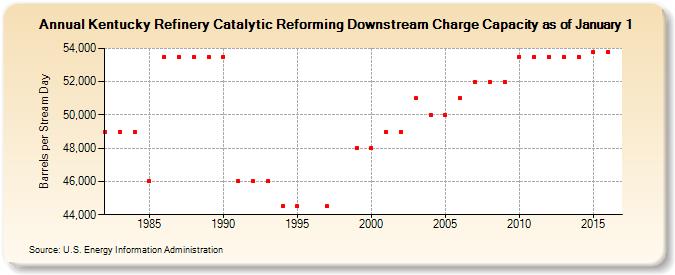 Annual Kentucky Refinery Catalytic Reforming Downstream Charge Capacity as of January 1
Barrels per Stream Day
54,000
52,000
50,000
48,000
46,000
44,000
1985 1990 1995 2000 2005 2010 2015
Source: U.S. Energy Information Administration